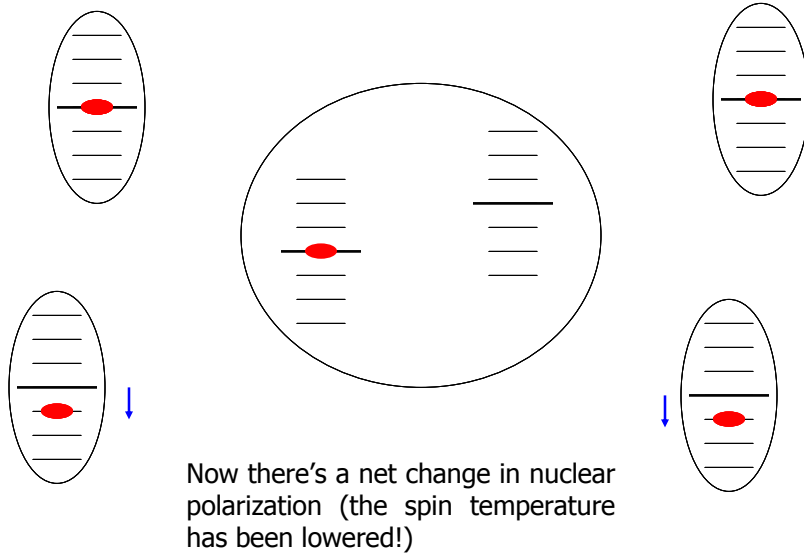 Now there’s a net change in nuclear
polarization (the spin temperature
has been lowered!)